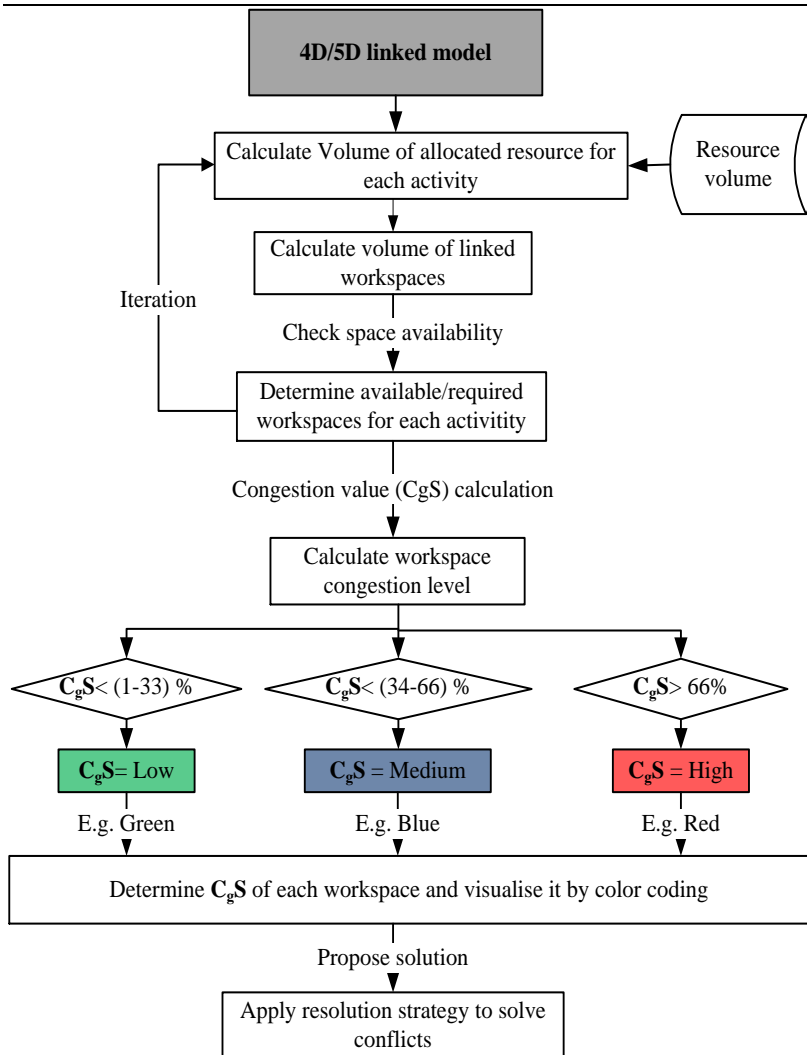 4D/5D linked model
Calculate Volume of allocated resource for
each activity
Resource
volume
Calculate volume of linked
workspaces
Iteration
Check space availability
Determine available/required
workspaces for each activitity
Congestion value (CgS) calculation
Calculate workspace
congestion level
CgS< (1-33) %
CgS< (34-66) %
CgS> 66%
CgS= Low
CgS = Medium
CgS = High
E.g. Green
E.g. Blue
E.g. Red
Determine CgS of each workspace and visualise it by color coding
Propose solution
Apply resolution strategy to solve
conflicts